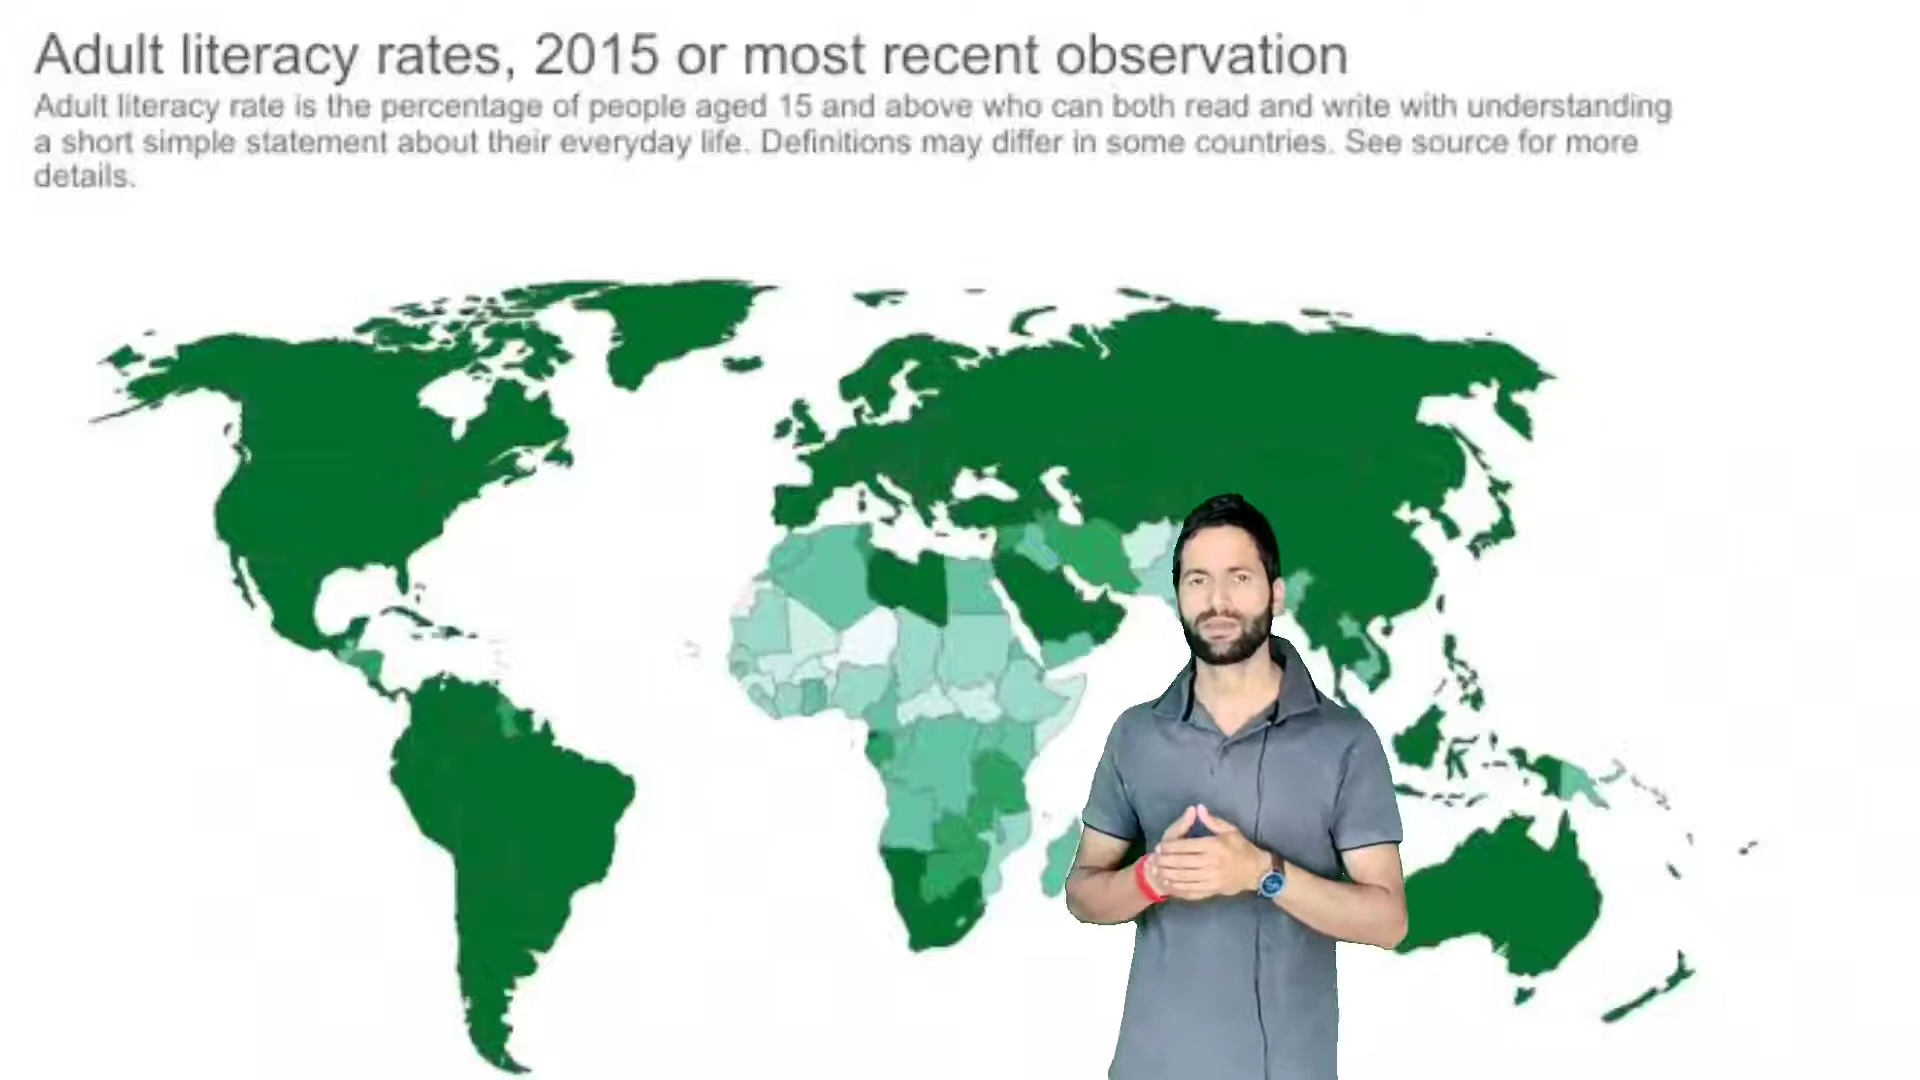 Adult literacy rates, 2015 or most recent observation
Adult literacy rate is the percentage of people aged 15 and above who can both read and write with understanding
a short simple statement about their everyday life. Definitions may differ in some countries. See source for more
details.